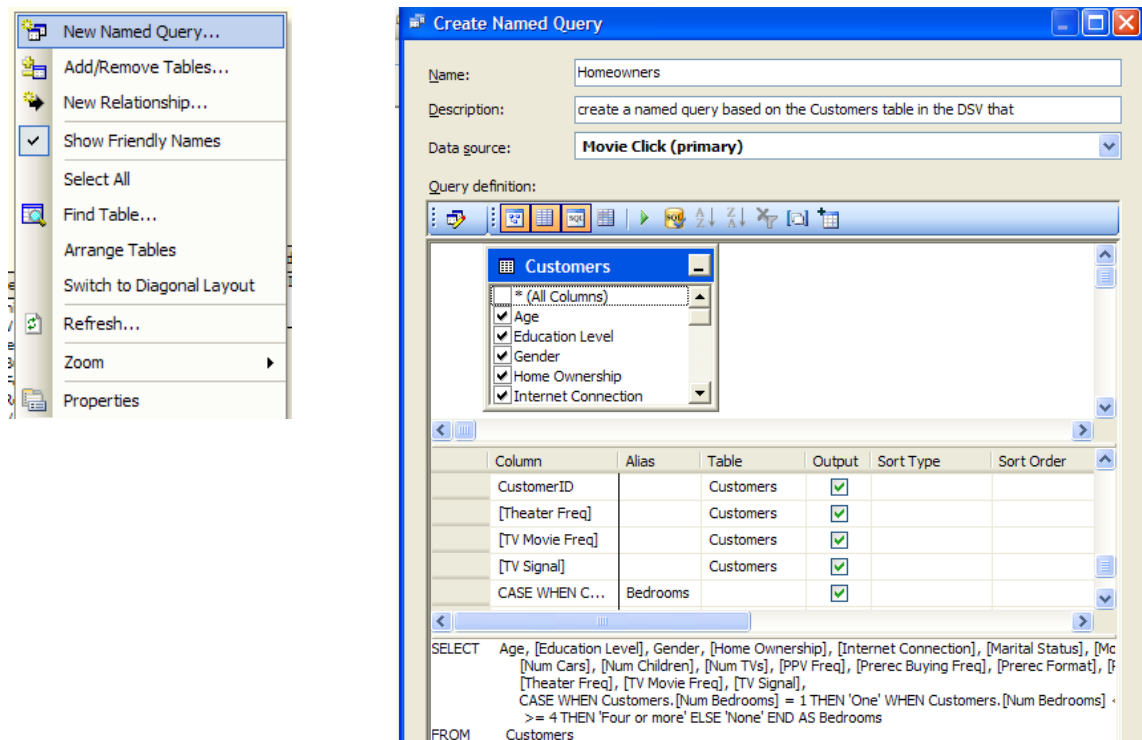 New Named Query...
Add/Remove Tables...
New Relationship...
Show Friendly Names
Select All
Find Table...
Arrange Tables
Switch to Diagonal Layout
Refresh...
Zoom
Properties
Create Named Query
Name:
Homeowners
Description:
create a named query based on the Customers table in the DSV that
Data source:
Movie Click (primary)
Query definition:
SQL SQL
Customers
* (All Columns)
Age
Education Level
Gender
Home Ownership
Internet Connection
Column Alias Table Output Sort Type Sort Order
CustomerID Customers
[Theater Freq] Customers
[TV Movie Freq] Customers
[TV Signal] Customers
CASE WHEN C... Bedrooms
SELECT Age, [Education Level], Gender, [Home Ownership], [Internet Connection], [Marital Status],
[Num Cars], [Num Children], [Num TVs], [PPV Freq], [Prerec Buying Freq], [Prerec Format],
[Theater Freq], [TV Movie Freq], [TV Signal],
CASE WHEN Customers.[Num Bedrooms] = 1 THEN 'One' WHEN Customers.[Num Bedrooms]
>= 4 THEN 'Four or more' ELSE 'None' END AS Bedrooms
FROM Customers